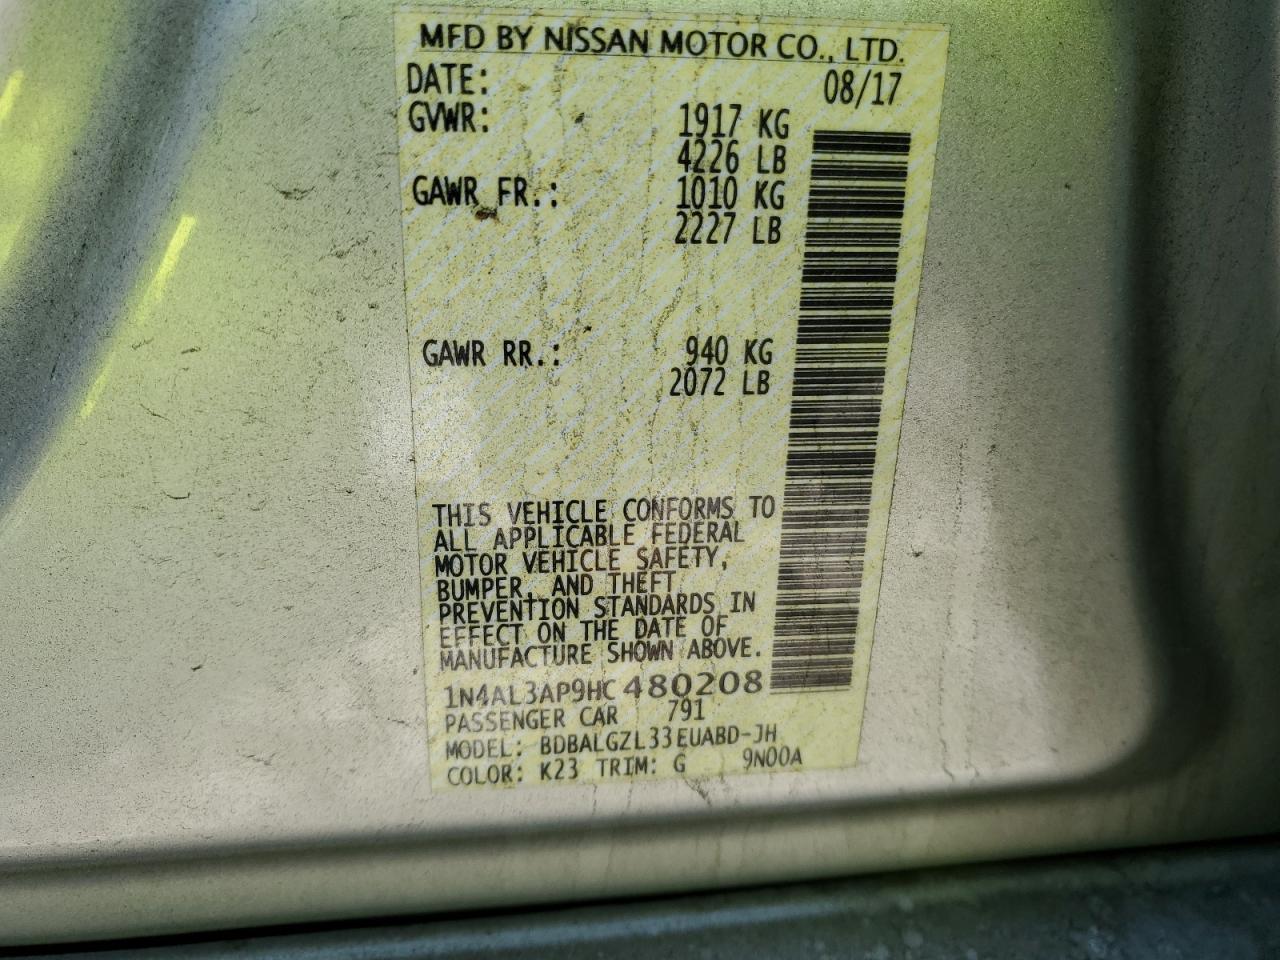 MFD BY NISSAN MOTOR CO., LTD.
DATE: 08/17
GVWR: 1917 KG
4226 LB
GAWR FR.: 1010 KG
2227 LB
GAWR RR.: 940 KG
2072 LB
THIS VEHICLE CONFORMS TO
ALL APPLICABLE FEDERAL
MOTOR VEHICLE SAFETY,
BUMPER, AND THEFT
PREVENTION STANDARDS IN
EFFECT ON THE DATE OF
MANUFACTURE SHOWN ABOVE.
1N4AL3AP9HC480208
PASSENGER CAR 791
MODEL: BDBALGZL33EUABD-JH
COLOR: K23 TRIM: G 9N00A